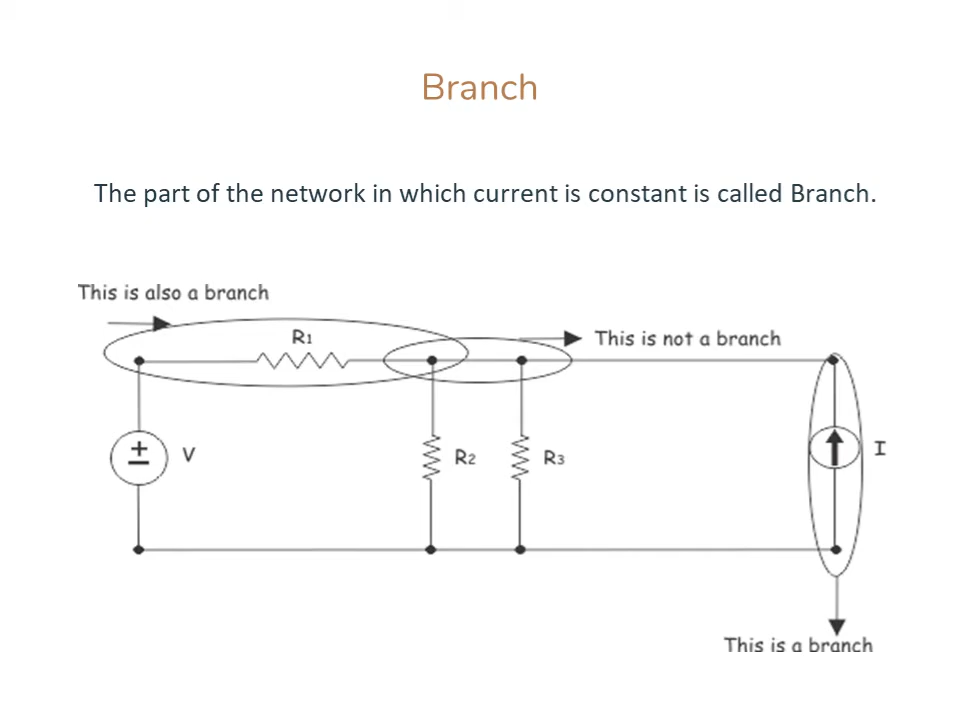 Branch
The part of the network in which current is constant is called Branch.
This is also a branch
R1
This is not a branch
+
−
V
R2
R3
I
This is a branch